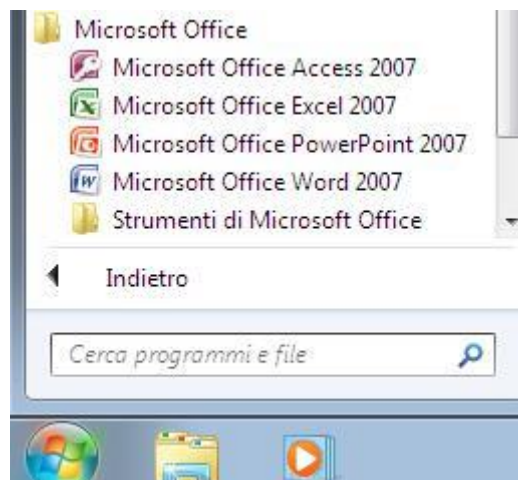 Microsoft Office
Microsoft Office Access 2007
Microsoft Office Excel 2007
Microsoft Office PowerPoint 2007
Microsoft Office Word 2007
Strumenti di Microsoft Office
Indietro
Cerca programmi e file